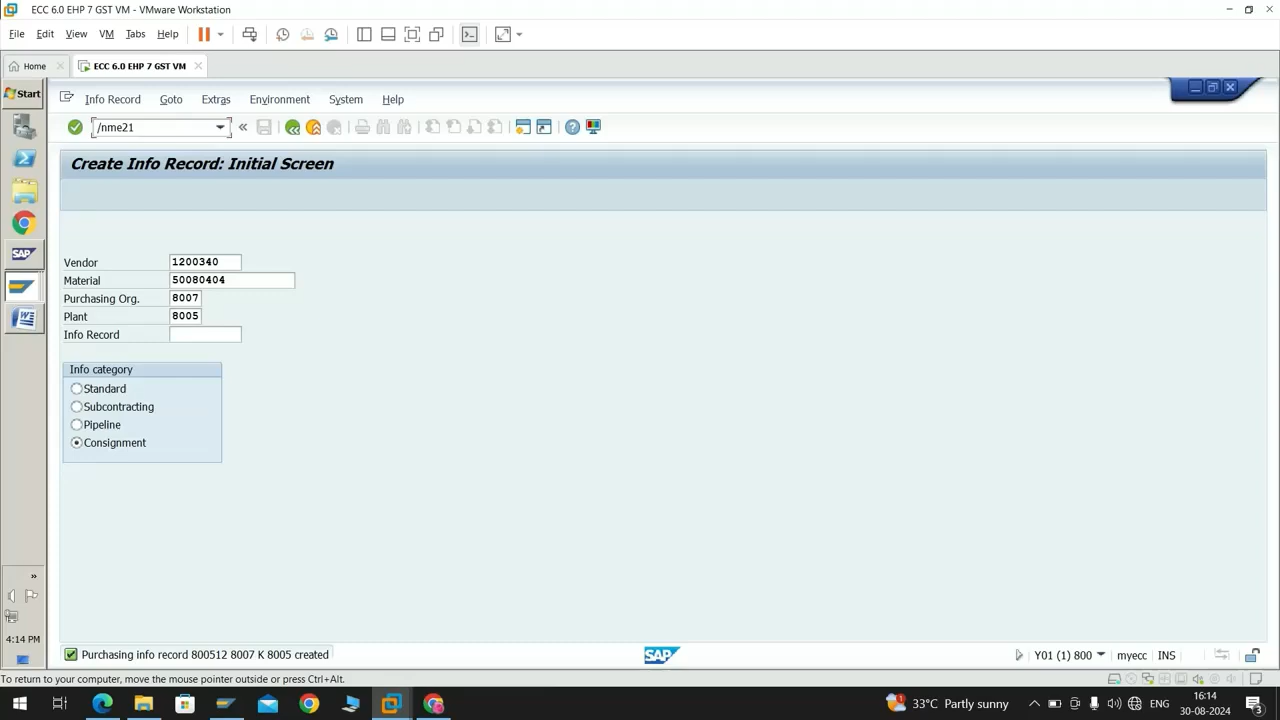 ECC 6.0 EHP 7 GST VM - VMware Workstation
File Edit View VM Tabs Help
Home ECC 6.0 EHP 7 GST VM
Start
Info Record Goto Extras Environment System Help
/nme21
Create Info Record: Initial Screen
Vendor 1200340
Material 50080404
Purchasing Org. 8007
Plant 8005
Info Record
Info category
Standard
Subcontracting
Pipeline
Consignment
SAP
4:14 PM
Purchasing info record 800512 8007 K 8005 created
SAP
Y01 (1) 800 myecc INS
To return to your computer, move the mouse pointer outside or press Ctrl+Alt.
33°C Partly sunny
ENG
16:14
30-08-2024